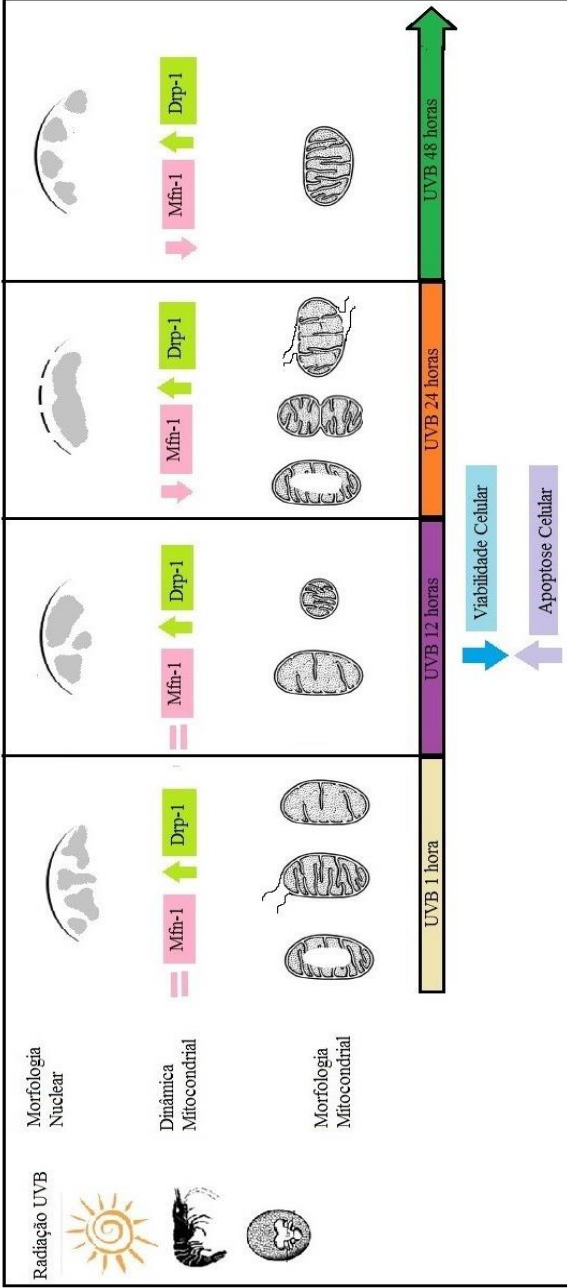 Radiação UVB
Morfologia
Nuclear
Dinâmica
Mitocondrial
= Mfn-1
Drp-1
= Mfn-1
Drp-1
Mfn-1
Drp-1
Mfn-1
Drp-1
Morfologia
Mitocondrial
UVB 1 hora
UVB 12 horas
UVB 24 horas
UVB 48 horas
Viabilidade Celular
Apoptose Celular